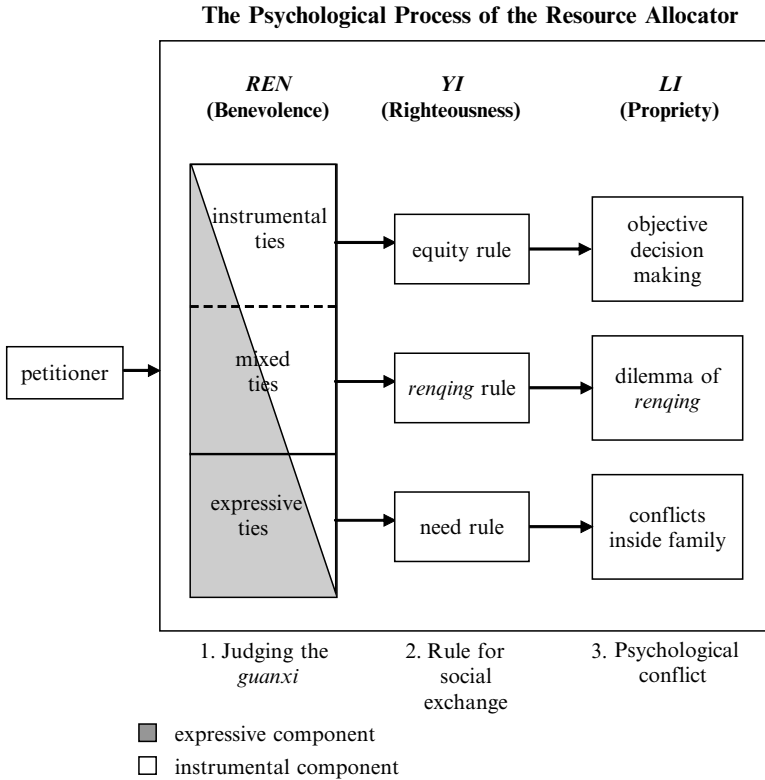 The Psychological Process of the Resource Allocator
REN
(Benevolence)
YI
(Righteousness)
LI
(Propriety)
instrumental
ties
equity rule
objective
decision
making
petitioner
mixed
ties
renqing rule
dilemma of
renqing
expressive
ties
need rule
conflicts
inside family
1. Judging the
guanxi
2. Rule for
social
exchange
3. Psychological
conflict
expressive component
instrumental component